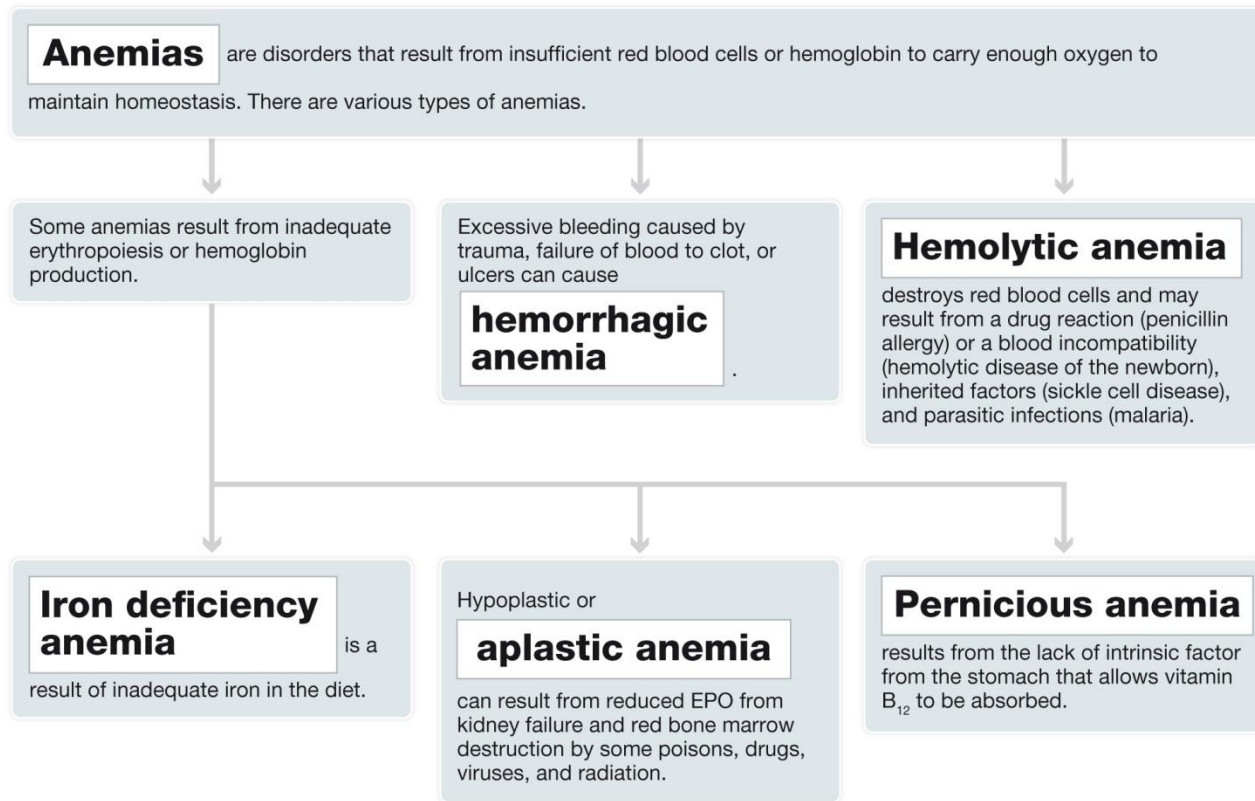 Anemias are disorders that result from insufficient red blood cells or hemoglobin to carry enough oxygen to
maintain homeostasis. There are various types of anemias.
Some anemias result from inadequate
erythropoiesis or hemoglobin
production.
Excessive bleeding caused by
trauma, failure of blood to clot, or
ulcers can cause
hemorrhagic
anemia .
Hemolytic anemia
destroys red blood cells and may
result from a drug reaction (penicillin
allergy) or a blood incompatibility
(hemolytic disease of the newborn),
inherited factors (sickle cell disease),
and parasitic infections (malaria).
Iron deficiency
anemia is a
result of inadequate iron in the diet.
Hypoplastic or
aplastic anemia
can result from reduced EPO from
kidney failure and red bone marrow
destruction by some poisons, drugs,
viruses, and radiation.
Pernicious anemia
results from the lack of intrinsic factor
from the stomach that allows vitamin
B₁₂ to be absorbed.